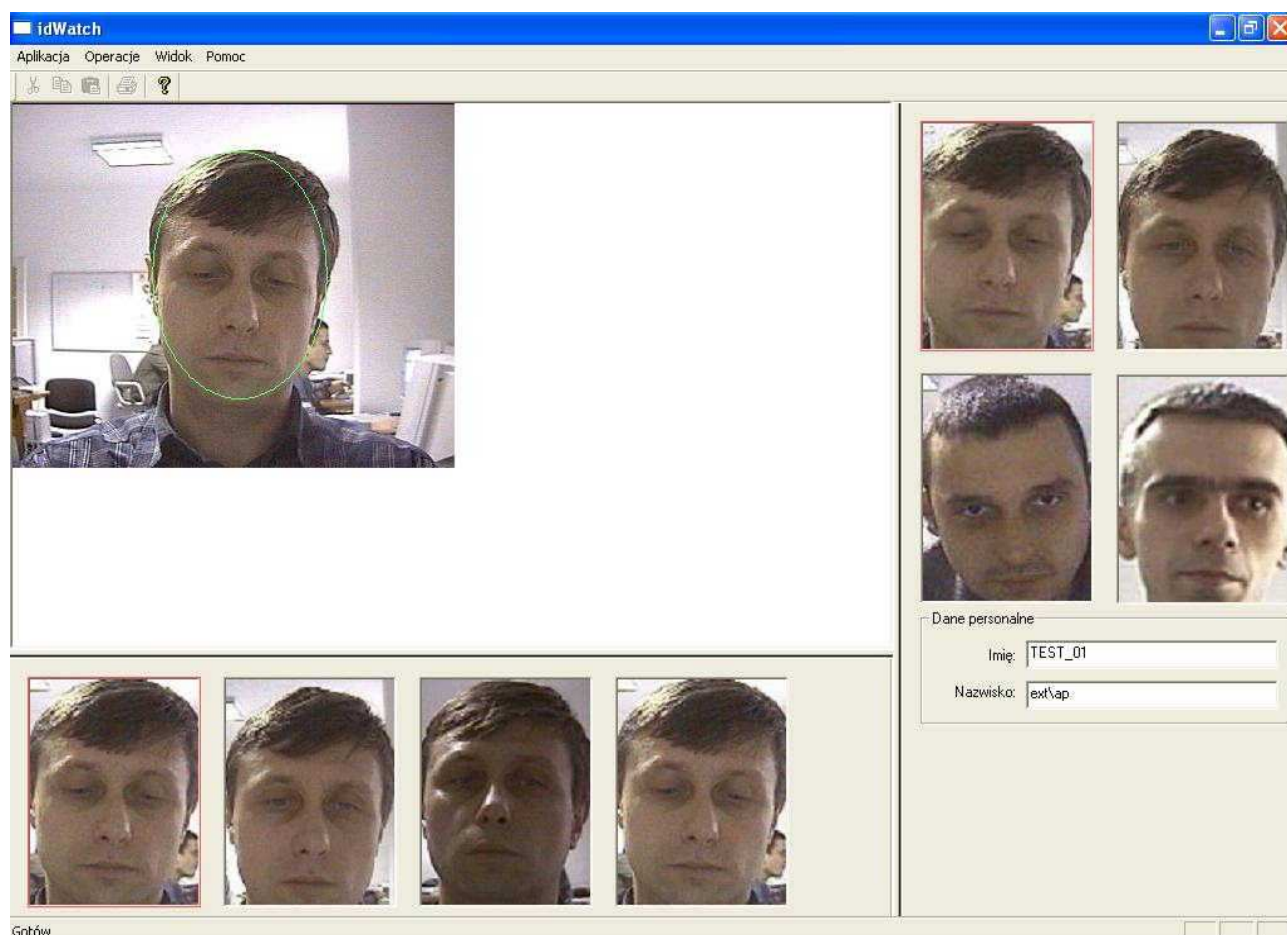 idWatch
Aplikacja Operacje Widok Pomoc
Dane personalne
Imię: TEST_01
Nazwisko: ext\ap
Gotów